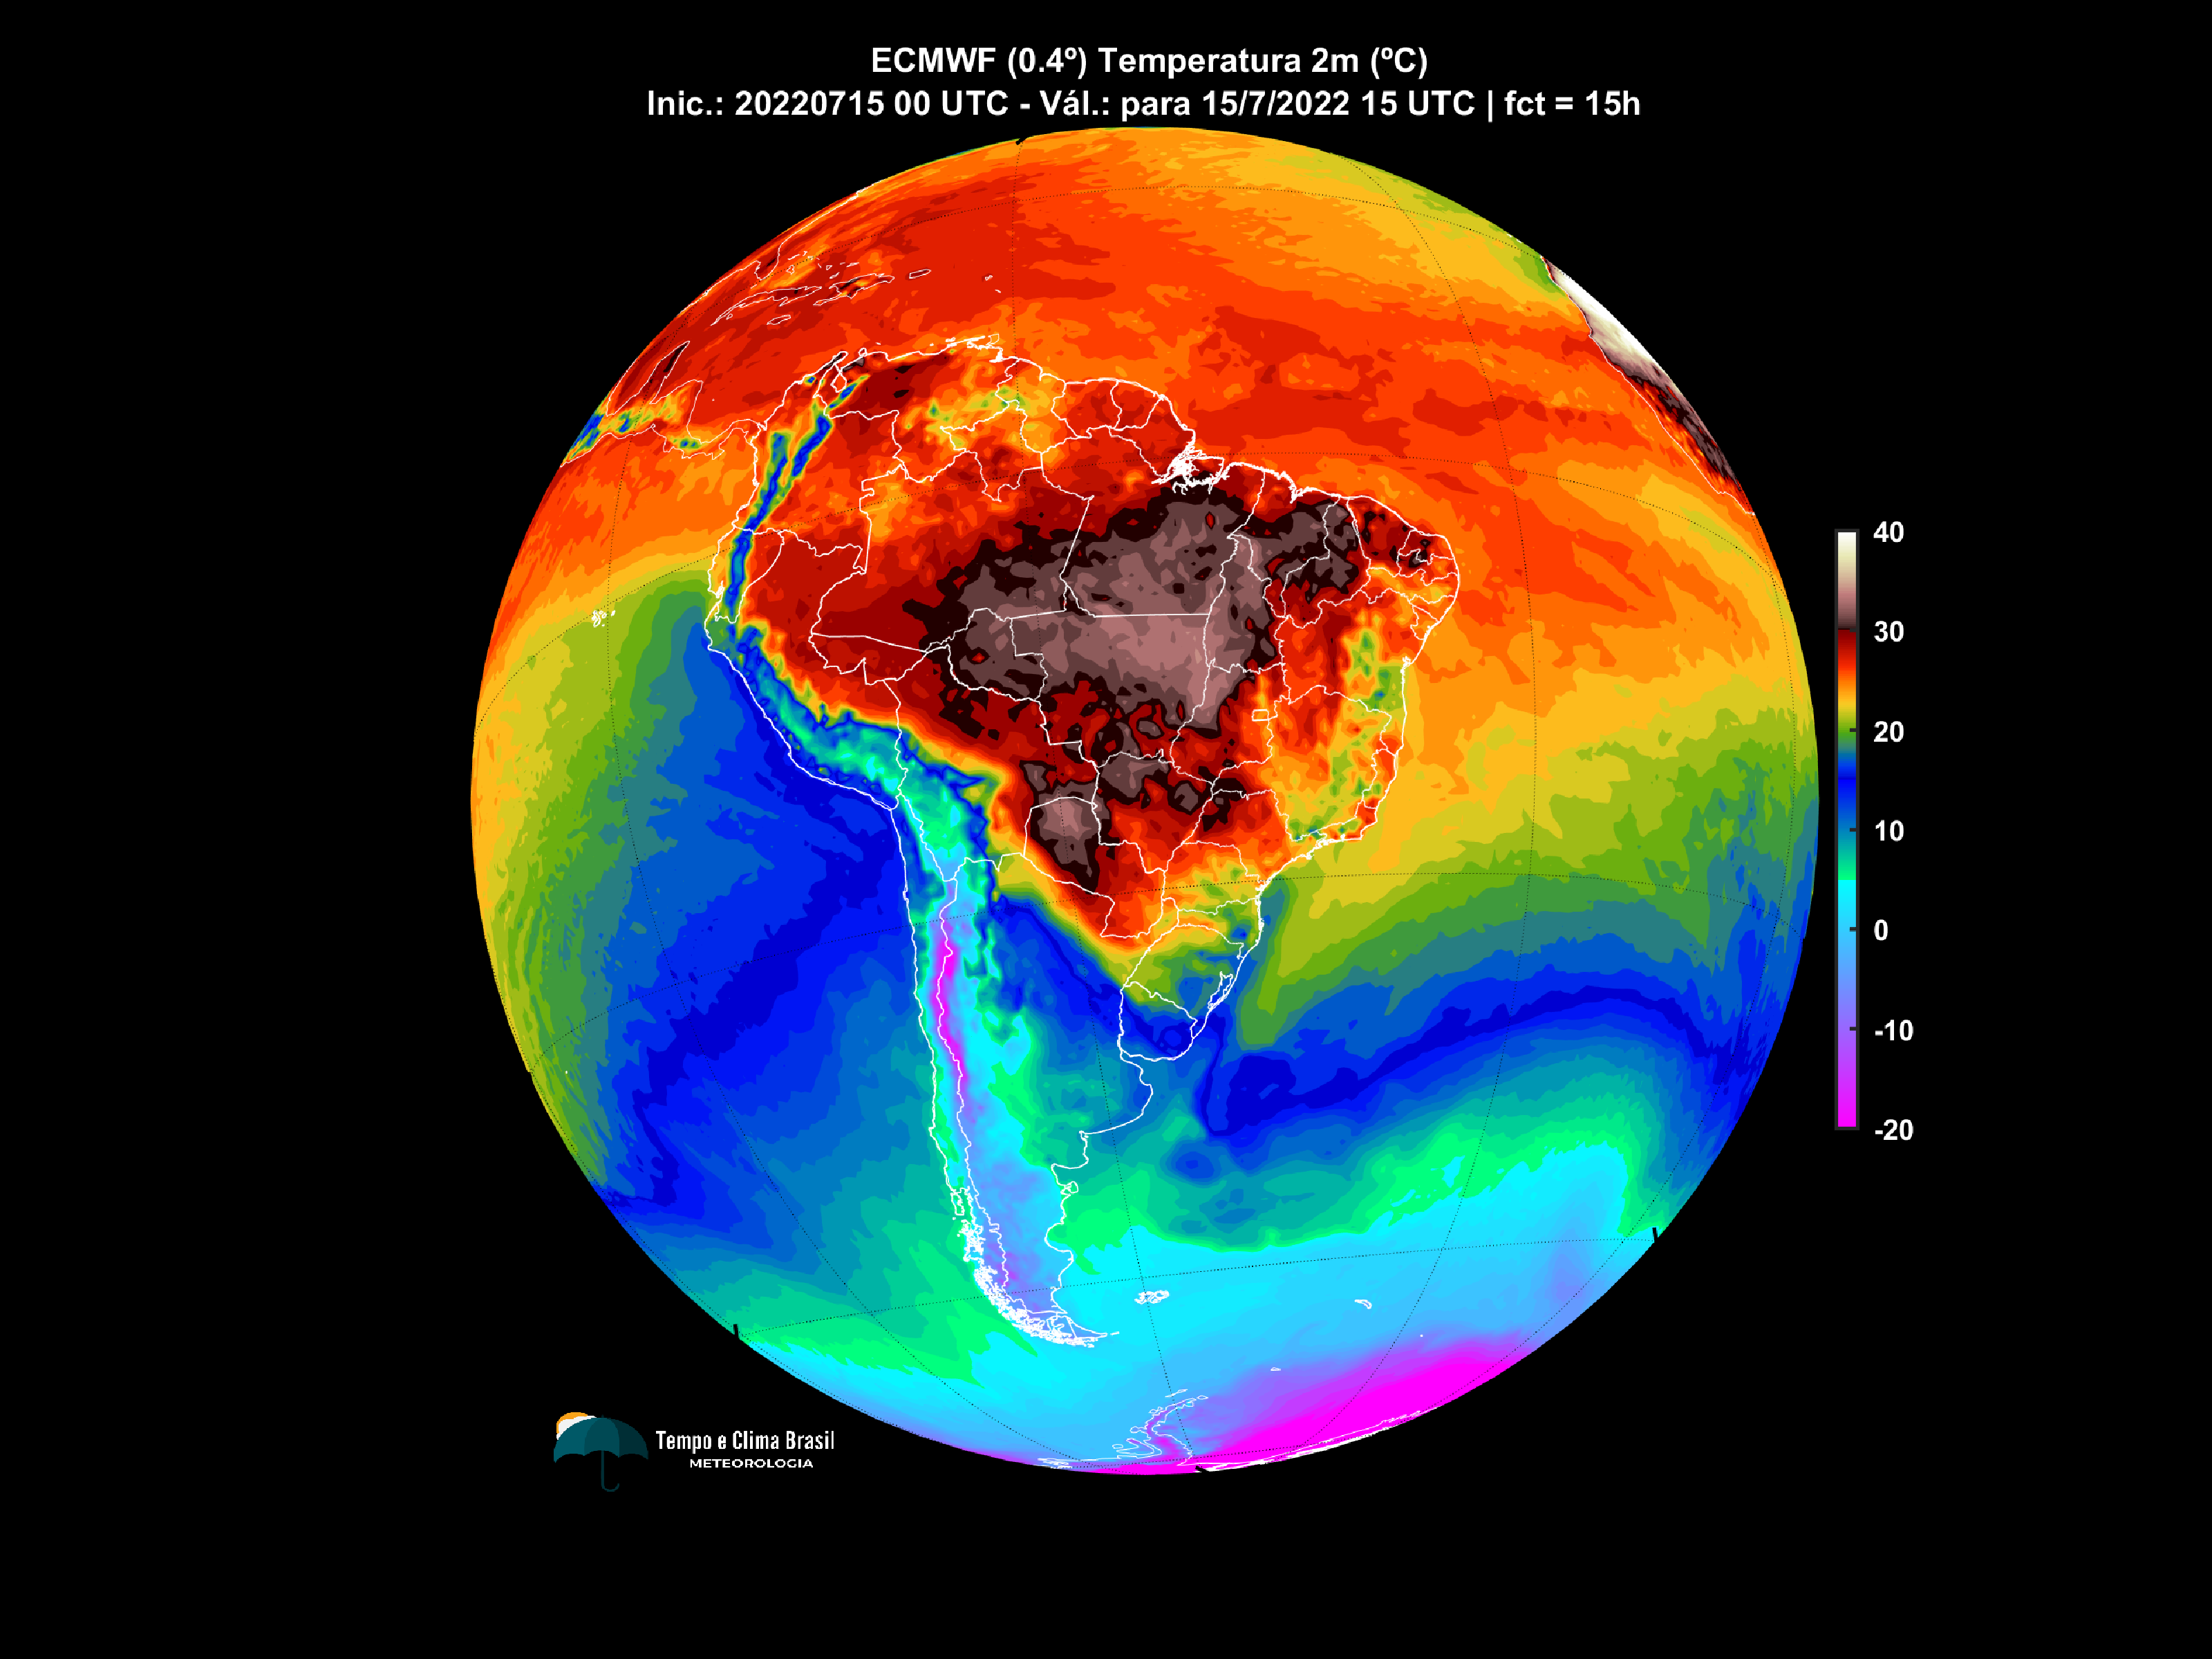 ECMWF (0.4º) Temperatura 2m (ºC)
Inic.: 20220715 00 UTC - Vál.: para 15/7/2022 15 UTC | fct = 15h
40
30
20
10
0
-10
-20
Tempo e Clima Brasil
METEOROLOGIA